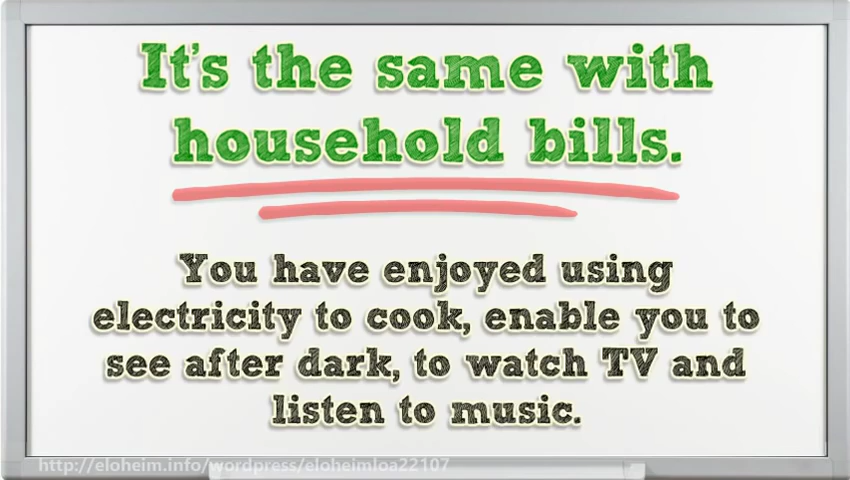 It's the same with
household bills.
You have enjoyed using
electricity to cook, enable you to
see after dark, to watch TV and
listen to music.
http://eloheim.info/wordpress/eloheimloa22107